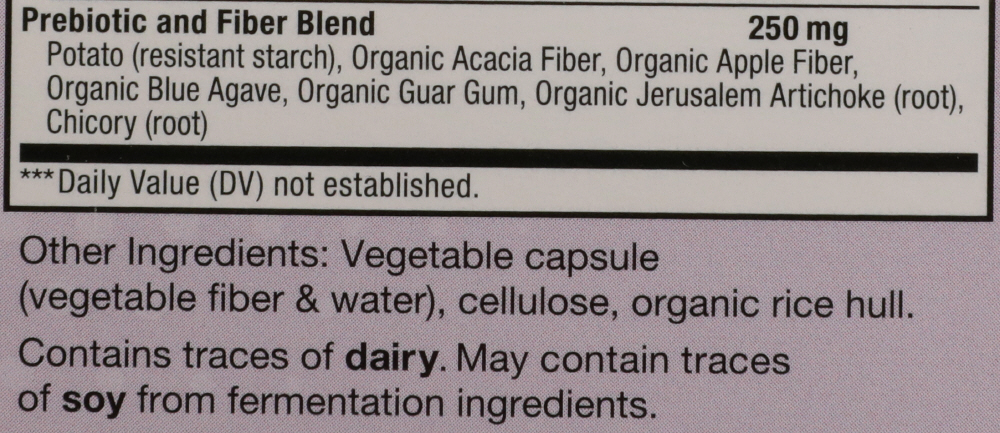 Prebiotic and Fiber Blend 250 mg
Potato (resistant starch), Organic Acacia Fiber, Organic Apple Fiber,
Organic Blue Agave, Organic Guar Gum, Organic Jerusalem Artichoke (root),
Chicory (root)
***Daily Value (DV) not established.
Other Ingredients: Vegetable capsule
(vegetable fiber & water), cellulose, organic rice hull.
Contains traces of dairy. May contain traces
of soy from fermentation ingredients.